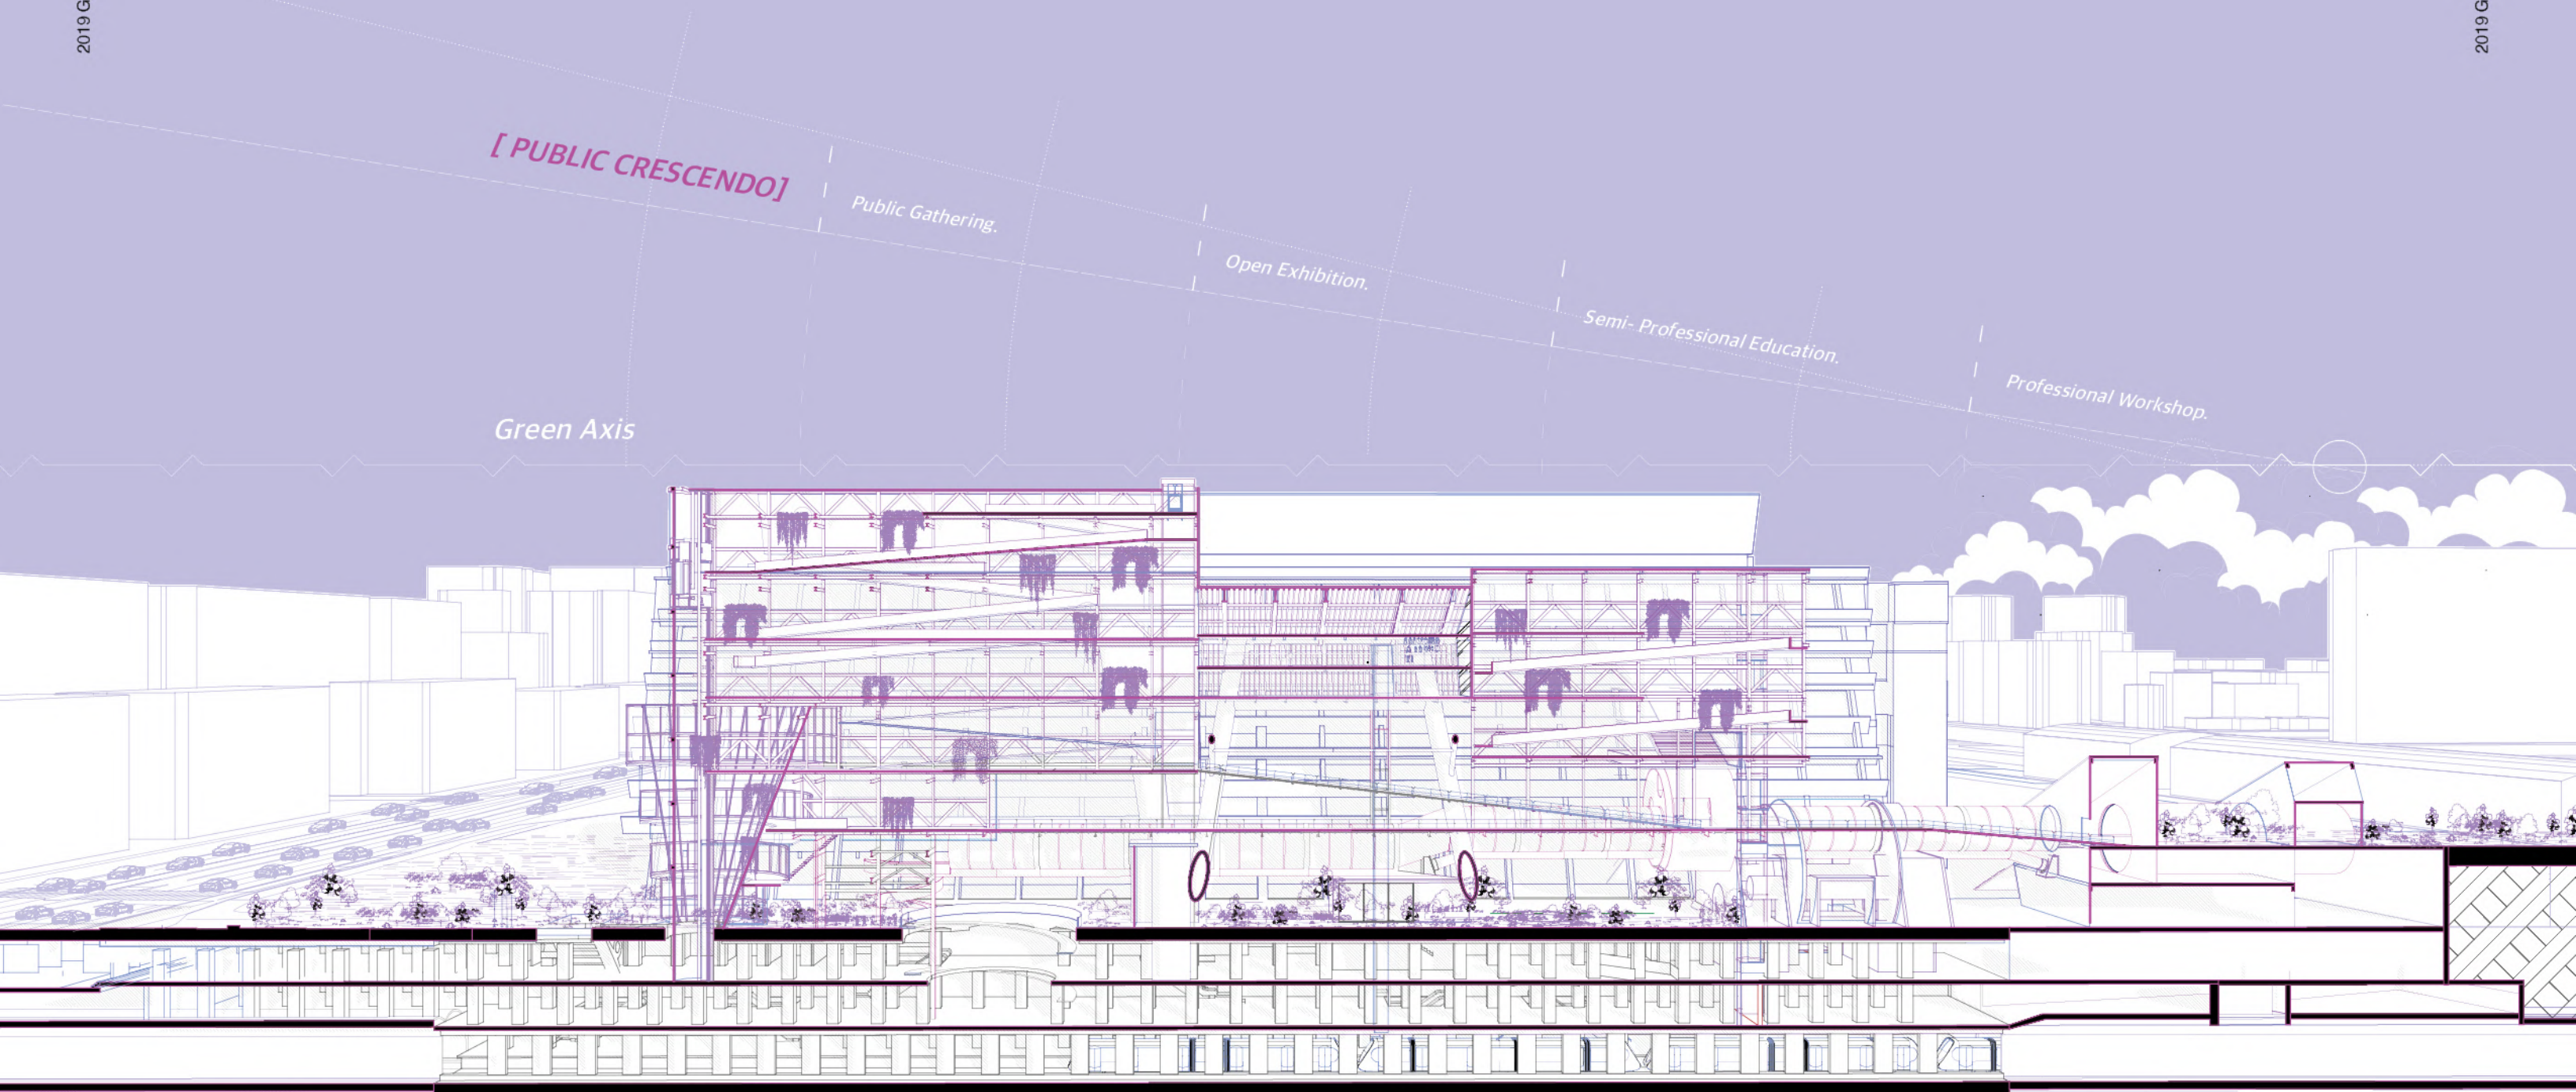 2019 G
2019 G
[ PUBLIC CRESCENDO]
Public Gathering.
Open Exhibition.
Semi- Professional Education.
Professional Workshop.
Green Axis